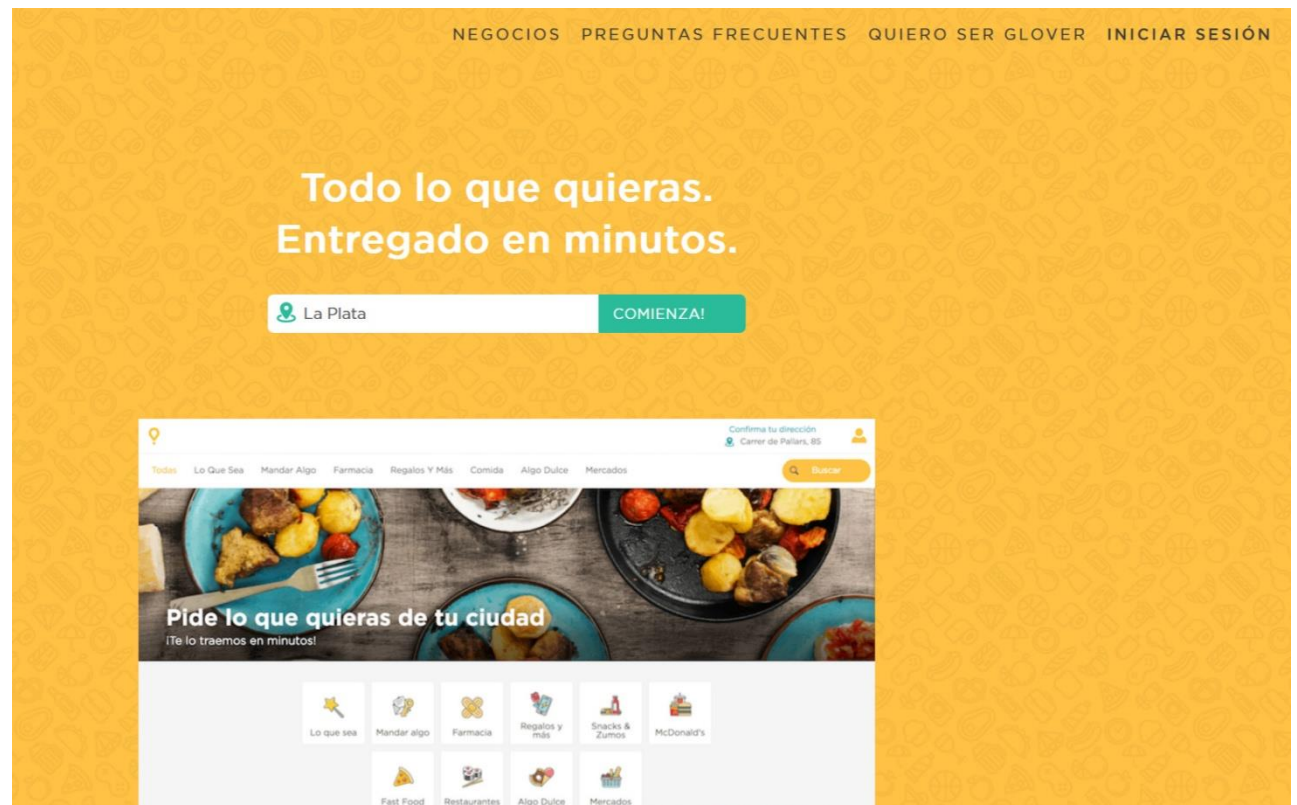 NEGOCIOS PREGUNTAS FRECUENTES QUIERO SER GLOVER INICIAR SESIÓN
Todo lo que quieras.
Entregado en minutos.
La Plata COMIENZA!
Confirma tu dirección
Carrer de Pallars, 85
Todas Lo Que Sea Mandar Algo Farmacia Regalos Y Más Comida Algo Dulce Mercados Buscar
Pide lo que quieras de tu ciudad
¡Te lo traemos en minutos!
Lo que sea Mandar algo Farmacia Regalos y más Snacks & Zumos McDonald's
Fast Food Restaurantes Algo Dulce Mercados